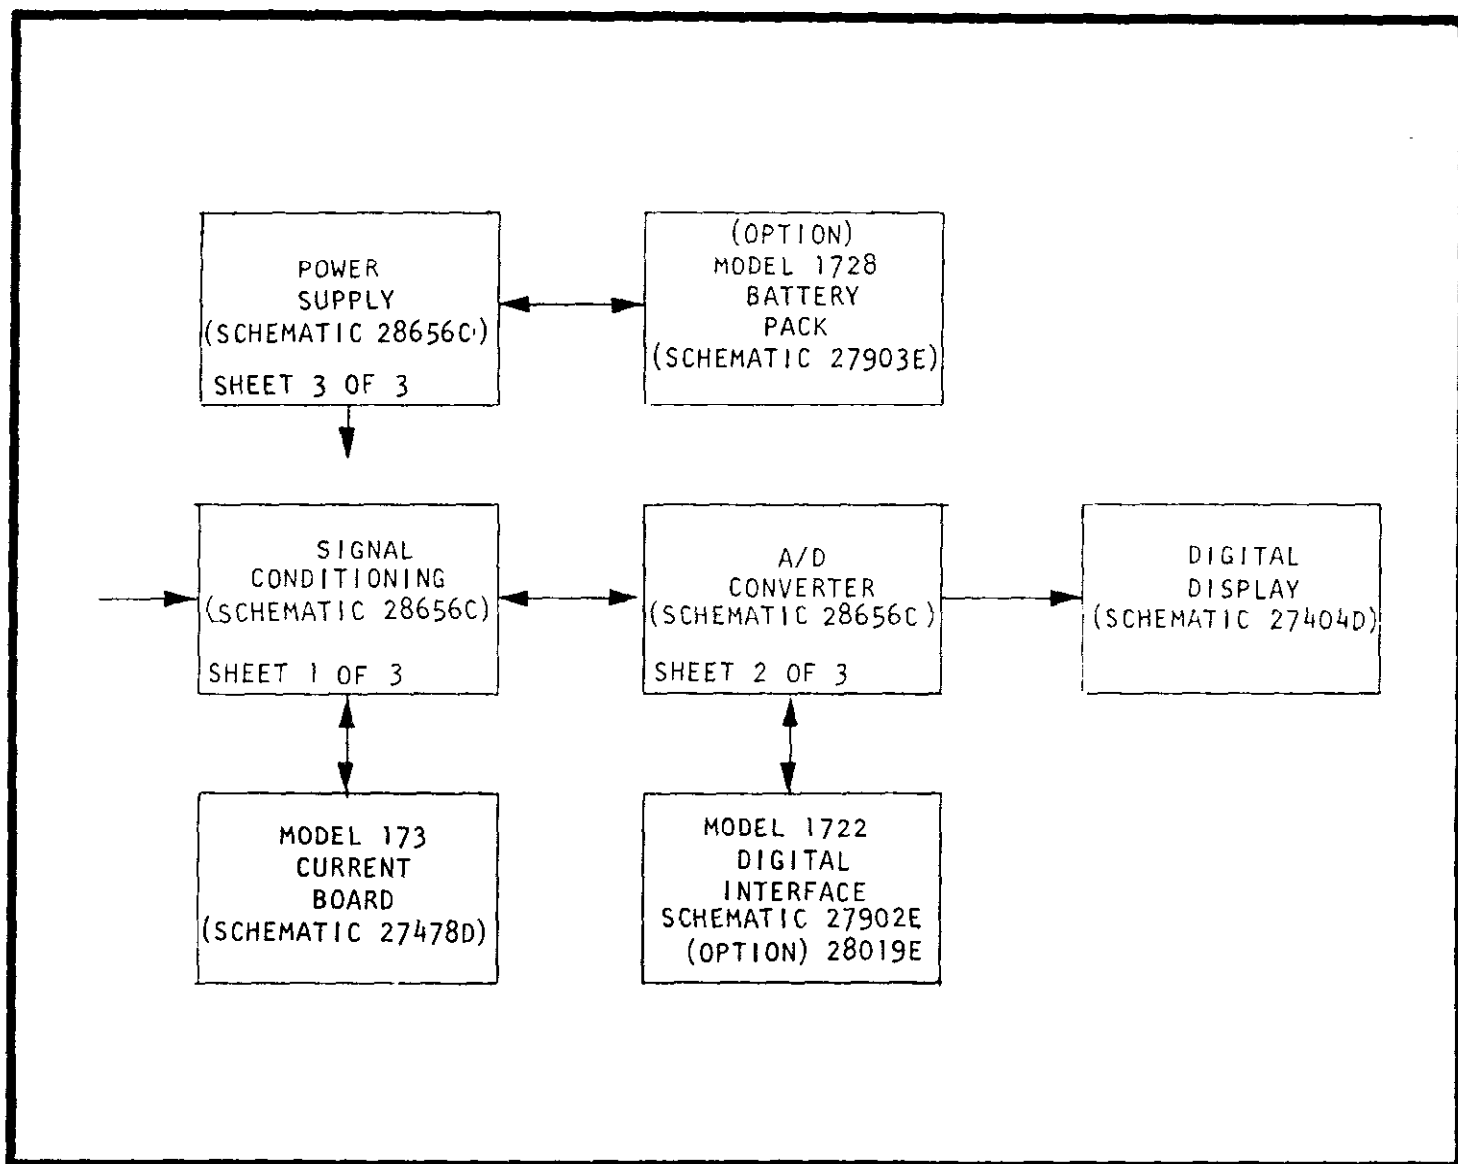 POWER
SUPPLY
(SCHEMATIC 28656C)
SHEET 3 OF 3
(OPTION)
MODEL 1728
BATTERY
PACK
(SCHEMATIC 27903E)
SIGNAL
CONDITIONING
(SCHEMATIC 28656C)
SHEET 1 OF 3
A/D
CONVERTER
(SCHEMATIC 28656C)
SHEET 2 OF 3
DIGITAL
DISPLAY
(SCHEMATIC 27404D)
MODEL 173
CURRENT
BOARD
(SCHEMATIC 27478D)
MODEL 1722
DIGITAL
INTERFACE
SCHEMATIC 27902E
(OPTION) 28019E